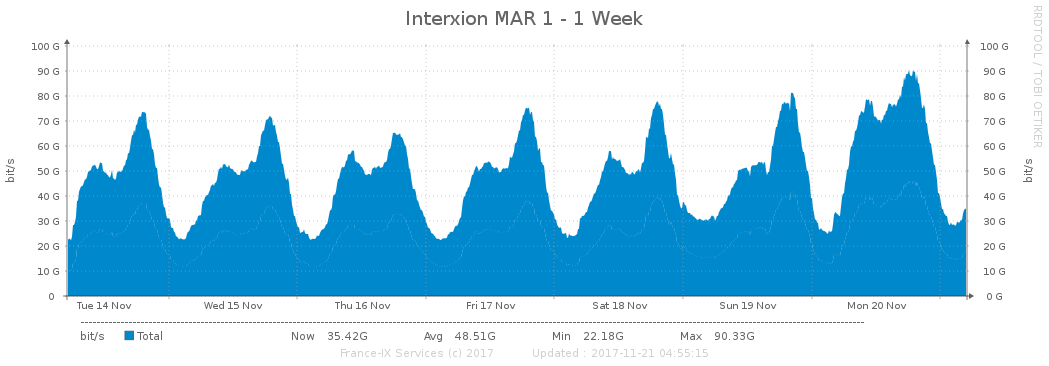 Interxion MAR 1 - 1 Week
RRDTOOL / TOBI OETIKER
100 G 100 G
90 G 90 G
80 G 80 G
70 G 70 G
60 G 60 G
50 G 50 G
40 G 40 G
30 G 30 G
20 G 20 G
10 G 10 G
0 0 G
bit/s bit/s
Tue 14 Nov Wed 15 Nov Thu 16 Nov Fri 17 Nov Sat 18 Nov Sun 19 Nov Mon 20 Nov
bit/s Total Now 35.42G Avg 48.51G Min 22.18G Max 90.33G
France-IX Services (c) 2017 Updated : 2017-11-21 04:55:15